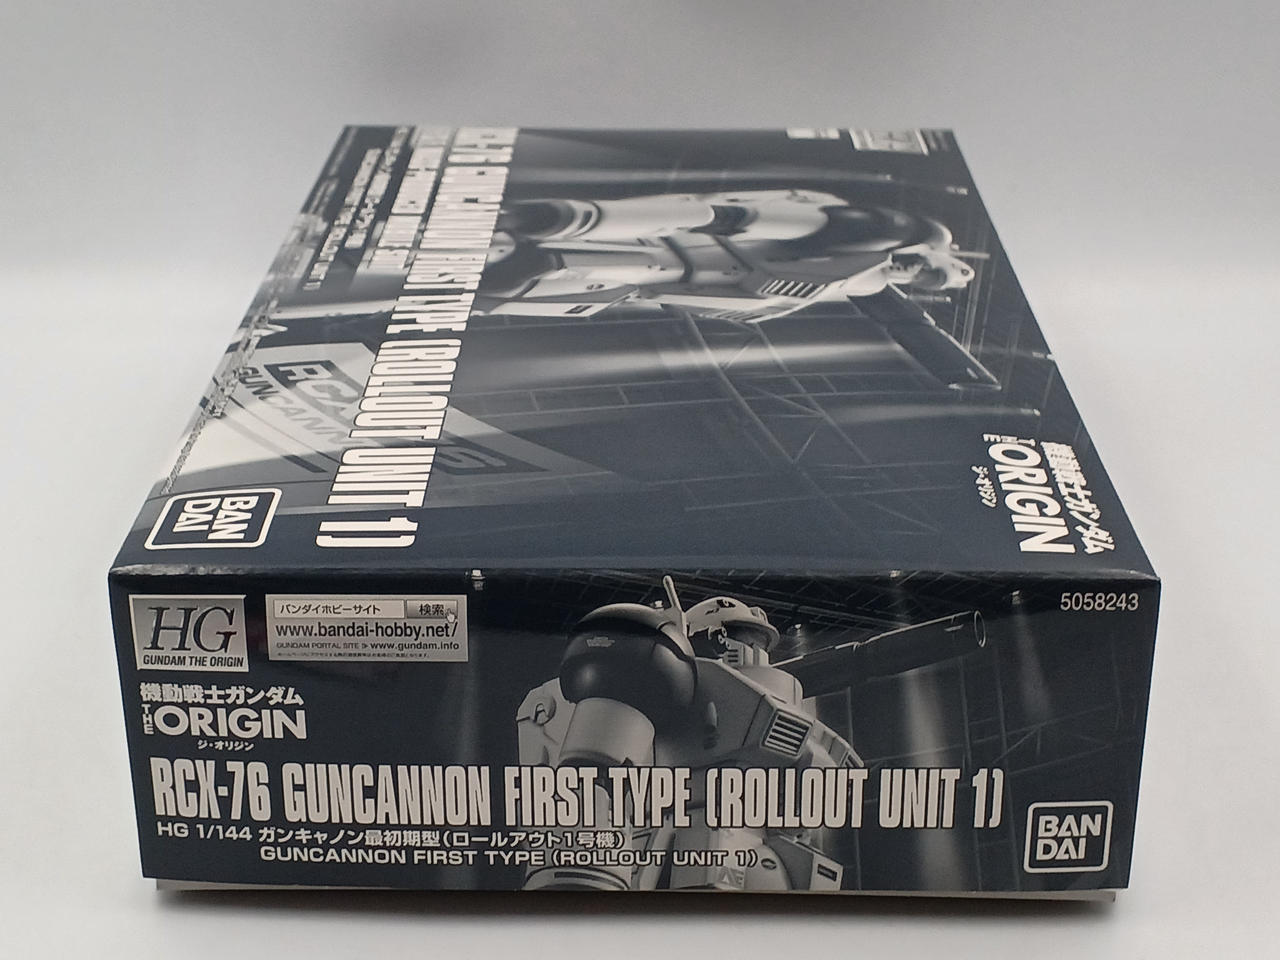 RCX-76 GUNCANNON FIRST TYPE (ROLLOUT UNIT 1)
機動戦士ガンダム
THE ORIGIN
ジ・オリジン
BAN
DAI
HG
GUNDAM THE ORIGIN
バンダイホビーサイト 検索
www.bandai-hobby.net/
GUNDAM PORTAL SITE ≫ www.gundam.info
5058243
機動戦士ガンダム
THE ORIGIN
ジ・オリジン
RCX-76 GUNCANNON FIRST TYPE (ROLLOUT UNIT 1)
HG 1/144 ガンキャノン最初期型(ロールアウト1号機)
GUNCANNON FIRST TYPE (ROLLOUT UNIT 1)
BAN
DAI